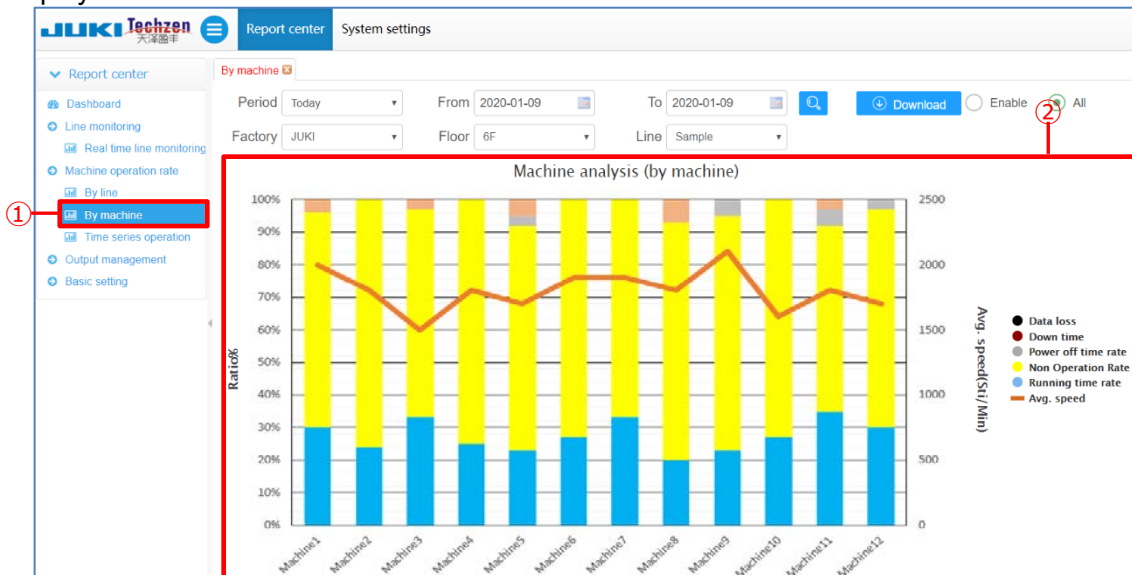 JUKI Techzen 天泽盈丰 Report center System settings
Report center
By machine
Dashboard
Line monitoring
Real time line monitoring
Machine operation rate
By line
① By machine
Time series operation
Output management
Basic setting
Period Today From 2020-01-09 To 2020-01-09 Download Enable All
②
Factory JUKI Floor 6F Line Sample
Machine analysis (by machine)
100% 2500
90%
80% 2000
70%
60% 1500
50%
40% 1000
30%
20% 500
10%
0% 0
Ratio%
Avg. speed(Sti/Min)
Machine1 Machine2 Machine3 Machine4 Machine5 Machine6 Machine7 Machine8 Machine9 Machine10 Machine11 Machine12
Data loss
Down time
Power off time rate
Non Operation Rate
Running time rate
Avg. speed